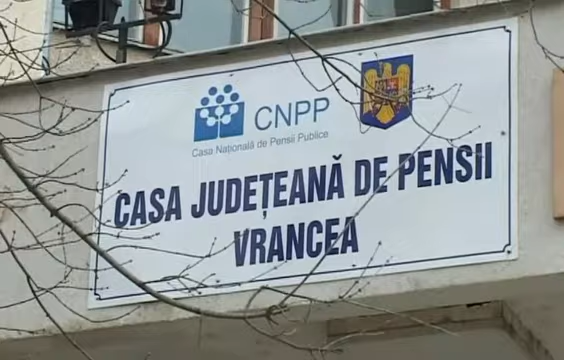 CNPP
Casa Națională de Pensii Publice
CASA JUDEȚEANĂ DE PENSII
VRANCEA